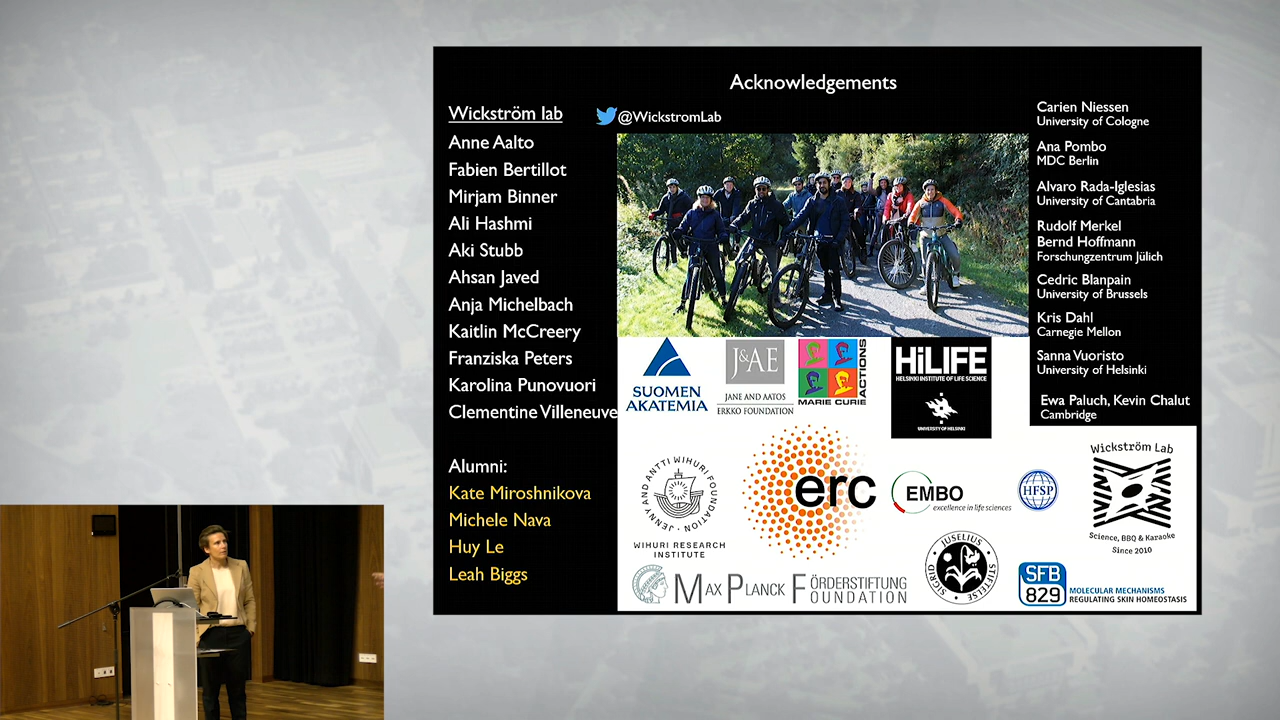 Acknowledgements
Wickström lab
@WickstromLab
Anne Aalto
Fabien Bertillot
Mirjam Binner
Ali Hashmi
Aki Stubb
Ahsan Javed
Anja Michelbach
Kaitlin McCreery
Franziska Peters
Karolina Punovuori
Clementine Villeneuve
Alumni:
Kate Miroshnikova
Michele Nava
Huy Le
Leah Biggs
Carien Niessen
University of Cologne
Ana Pombo
MDC Berlin
Alvaro Rada-Iglesias
University of Cantabria
Rudolf Merkel
Bernd Hoffmann
Forschungzentrum Jülich
Cedric Blanpain
University of Brussels
Kris Dahl
Carnegie Mellon
Sanna Vuoristo
University of Helsinki
Ewa Paluch, Kevin Chalut
Cambridge
SUOMEN
AKATEMIA
J&AE
JANE AND AATOS
ERKKO FOUNDATION
MARIE CURIE
ACTIONS
HiLIFE
HELSINKI INSTITUTE OF LIFE SCIENCE
UNIVERSITY OF HELSINKI
JENNY AND ANTTI WIHURI FOUNDATION
WIHURI RESEARCH
INSTITUTE
erc
EMBO
excellence in life sciences
HFSP
Wickström Lab
Science, BBQ & Karaoke
Since 2010
MAX PLANCK FÖRDERSTIFTUNG
FOUNDATION
SIGRID JUSELIUS STIFTELSE
SFB
829
MOLECULAR MECHANISMS
REGULATING SKIN HOMEOSTASIS